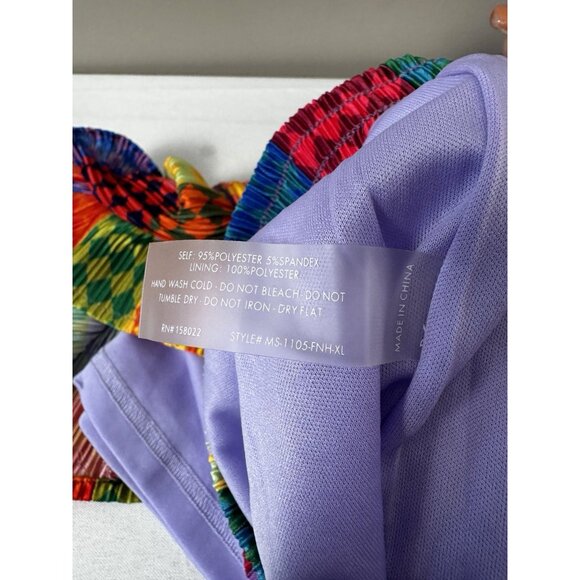 SELF: 95%POLYESTER 5%SPANDEX
LINING: 100%POLYESTER.
HAND WASH COLD - DO NOT BLEACH- DO NOT
TUMBLE DRY - DO NOT IRON - DRY FLAT
RN# 158022
STYLE# MS-1105-FNH-XL
MADE IN CHINA